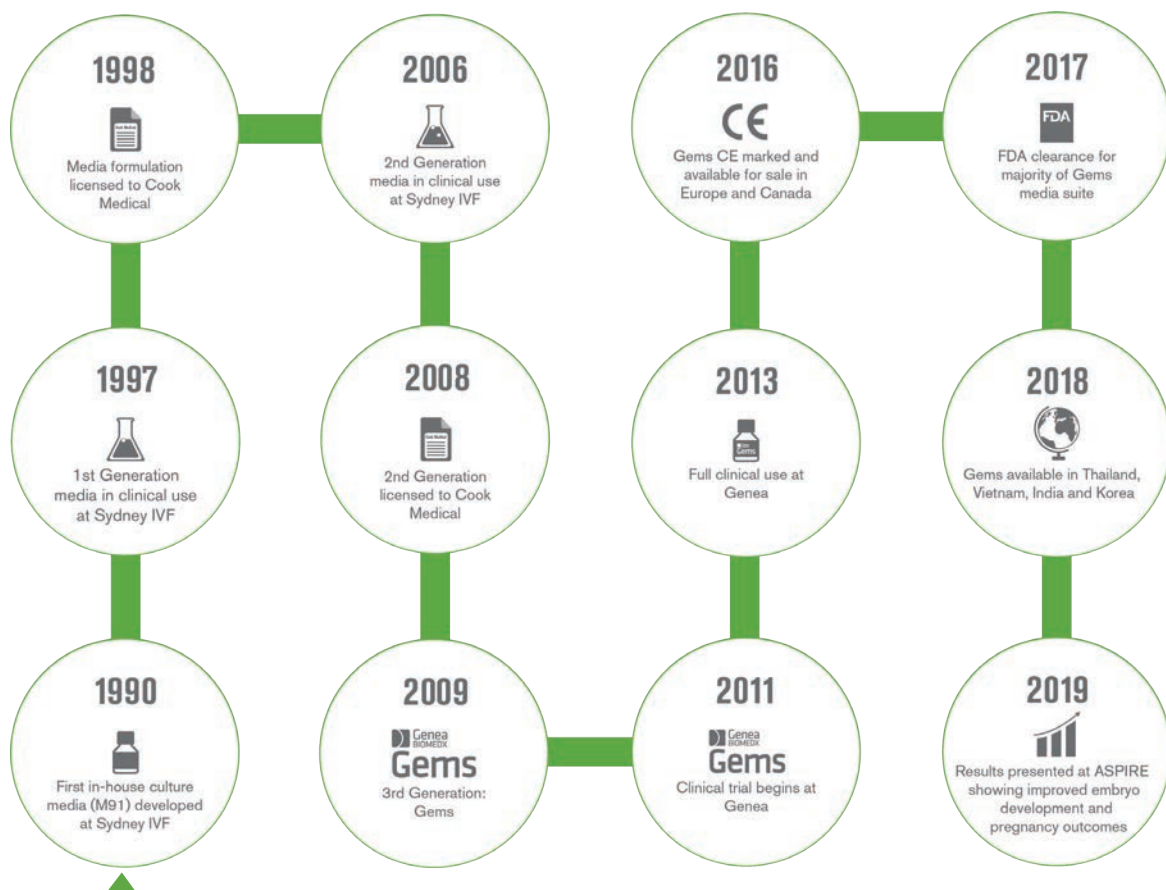 1998
Cook Medical
Media formulation
licensed to Cook
Medical
2006
2nd Generation
media in clinical use
at Sydney IVF
2016
CE
Gems CE marked and
available for sale in
Europe and Canada
2017
FDA
FDA clearance for
majority of Gems
media suite
1997
1st Generation
media in clinical use
at Sydney IVF
2008
Cook Medical
2nd Generation
licensed to Cook
Medical
2013
Gems
Full clinical use at
Genea
2018
Gems available in Thailand,
Vietnam, India and Korea
1990
First in-house culture
media (M91) developed
at Sydney IVF
2009
Genea
BIOMEDX
Gems
3rd Generation:
Gems
2011
Genea
BIOMEDX
Gems
Clinical trial begins at
Genea
2019
Results presented at ASPIRE
showing improved embryo
development and
pregnancy outcomes